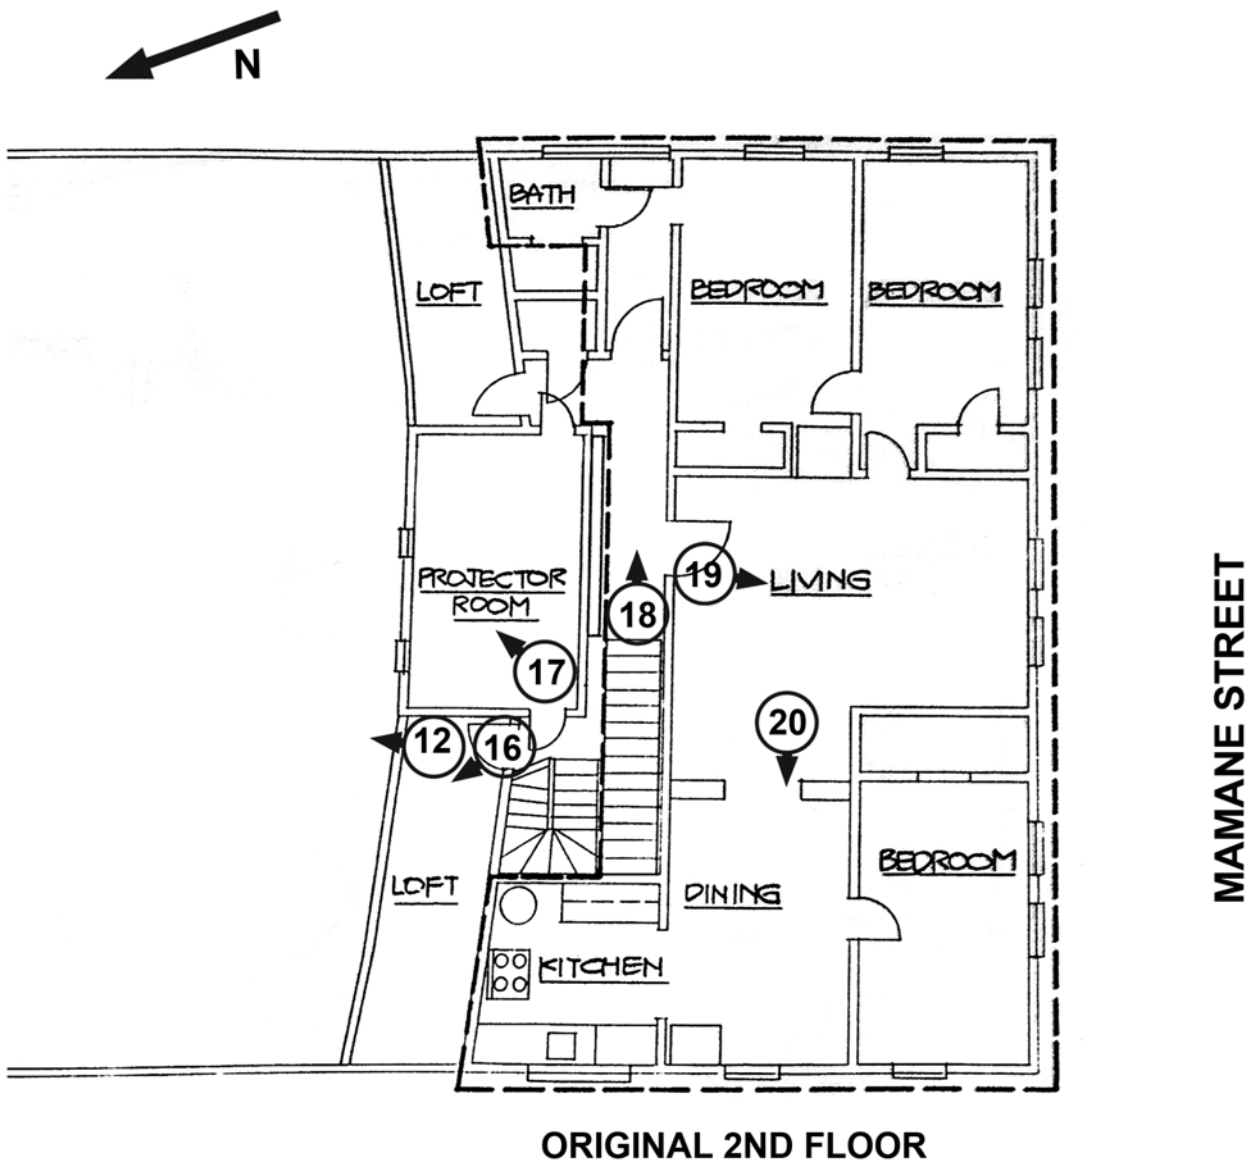 N
BATH
LOFT
BEDROOM
BEDROOM
PROJECTOR
ROOM
19
LIVING
18
17
20
12
16
MAMANE STREET
LOFT
DINING
BEDROOM
KITCHEN
ORIGINAL 2ND FLOOR